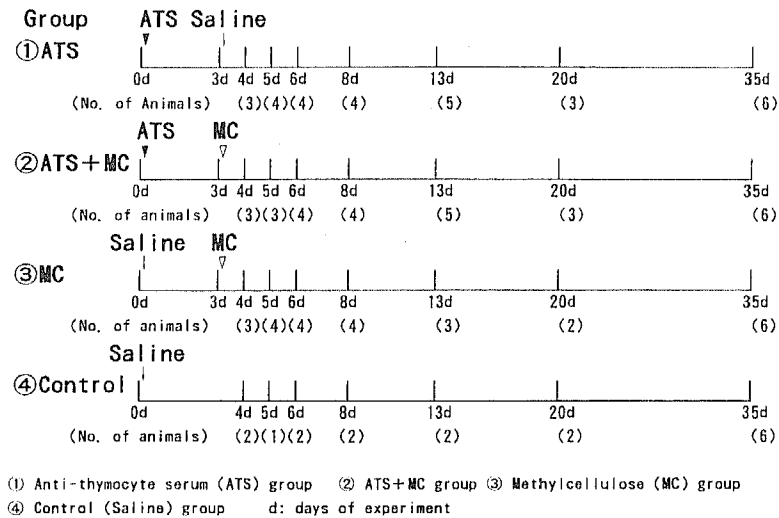 Group ATS Saline
①ATS
0d 3d 4d 5d 6d 8d 13d 20d 35d
(No. of Animals) (3)(4)(4) (4) (5) (3) (6)
ATS MC
②ATS+MC
0d 3d 4d 5d 6d 8d 13d 20d 35d
(No. of animals) (3)(3)(4) (4) (5) (3) (6)
Saline MC
③MC
0d 3d 4d 5d 6d 8d 13d 20d 35d
(No. of animals) (3)(4)(4) (4) (3) (2) (6)
Saline
④Control
0d 4d 5d 6d 8d 13d 20d 35d
(No. of animals) (2)(1)(2) (2) (2) (2) (6)
① Anti-thymocyte serum (ATS) group ② ATS+MC group ③ Methylcellulose (MC) group
④ Control (Saline) group d: days of experiment